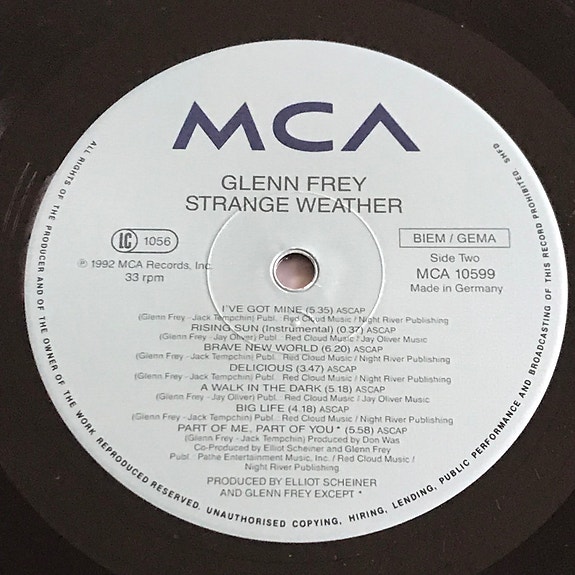 MCA
GLENN FREY
STRANGE WEATHER
LC 1056
BIEM / GEMA
℗ 1992 MCA Records, Inc.
33 rpm
Side Two
MCA 10599
Made in Germany
I'VE GOT MINE (5.35) ASCAP
(Glenn Frey - Jack Tempchin) Publ. Red Cloud Music / Night River Publishing
RISING SUN (Instrumental) (0.37) ASCAP
(Glenn Frey - Jay Oliver) Publ. Red Cloud Music / Jay Oliver Music
BRAVE NEW WORLD (6.20) ASCAP
(Glenn Frey - Jack Tempchin) Publ. Red Cloud Music / Night River Publishing
DELICIOUS (3.47) ASCAP
(Glenn Frey - Jack Tempchin) Publ. Red Cloud Music / Night River Publishing
A WALK IN THE DARK (5.18) ASCAP
(Glenn Frey - Jay Oliver) Publ. Red Cloud Music / Jay Oliver Music
BIG LIFE (4.18) ASCAP
(Glenn Frey - Jack Tempchin) Publ. Red Cloud Music / Night River Publishing
PART OF ME, PART OF YOU * (5.58) ASCAP
(Glenn Frey - Jack Tempchin) Produced by Don Was
Co-Produced by Elliot Scheiner and Glenn Frey
Publ. Pathe Entertainment Music, Inc. / Red Cloud Music /
Night River Publishing
PRODUCED BY ELLIOT SCHEINER
AND GLENN FREY EXCEPT *
ALL RIGHTS OF THE PRODUCER AND OF THE OWNER OF THE WORK REPRODUCED RESERVED. UNAUTHORISED COPYING, HIRING, LENDING, PUBLIC PERFORMANCE AND BROADCASTING OF THIS RECORD PROHIBITED SHFD